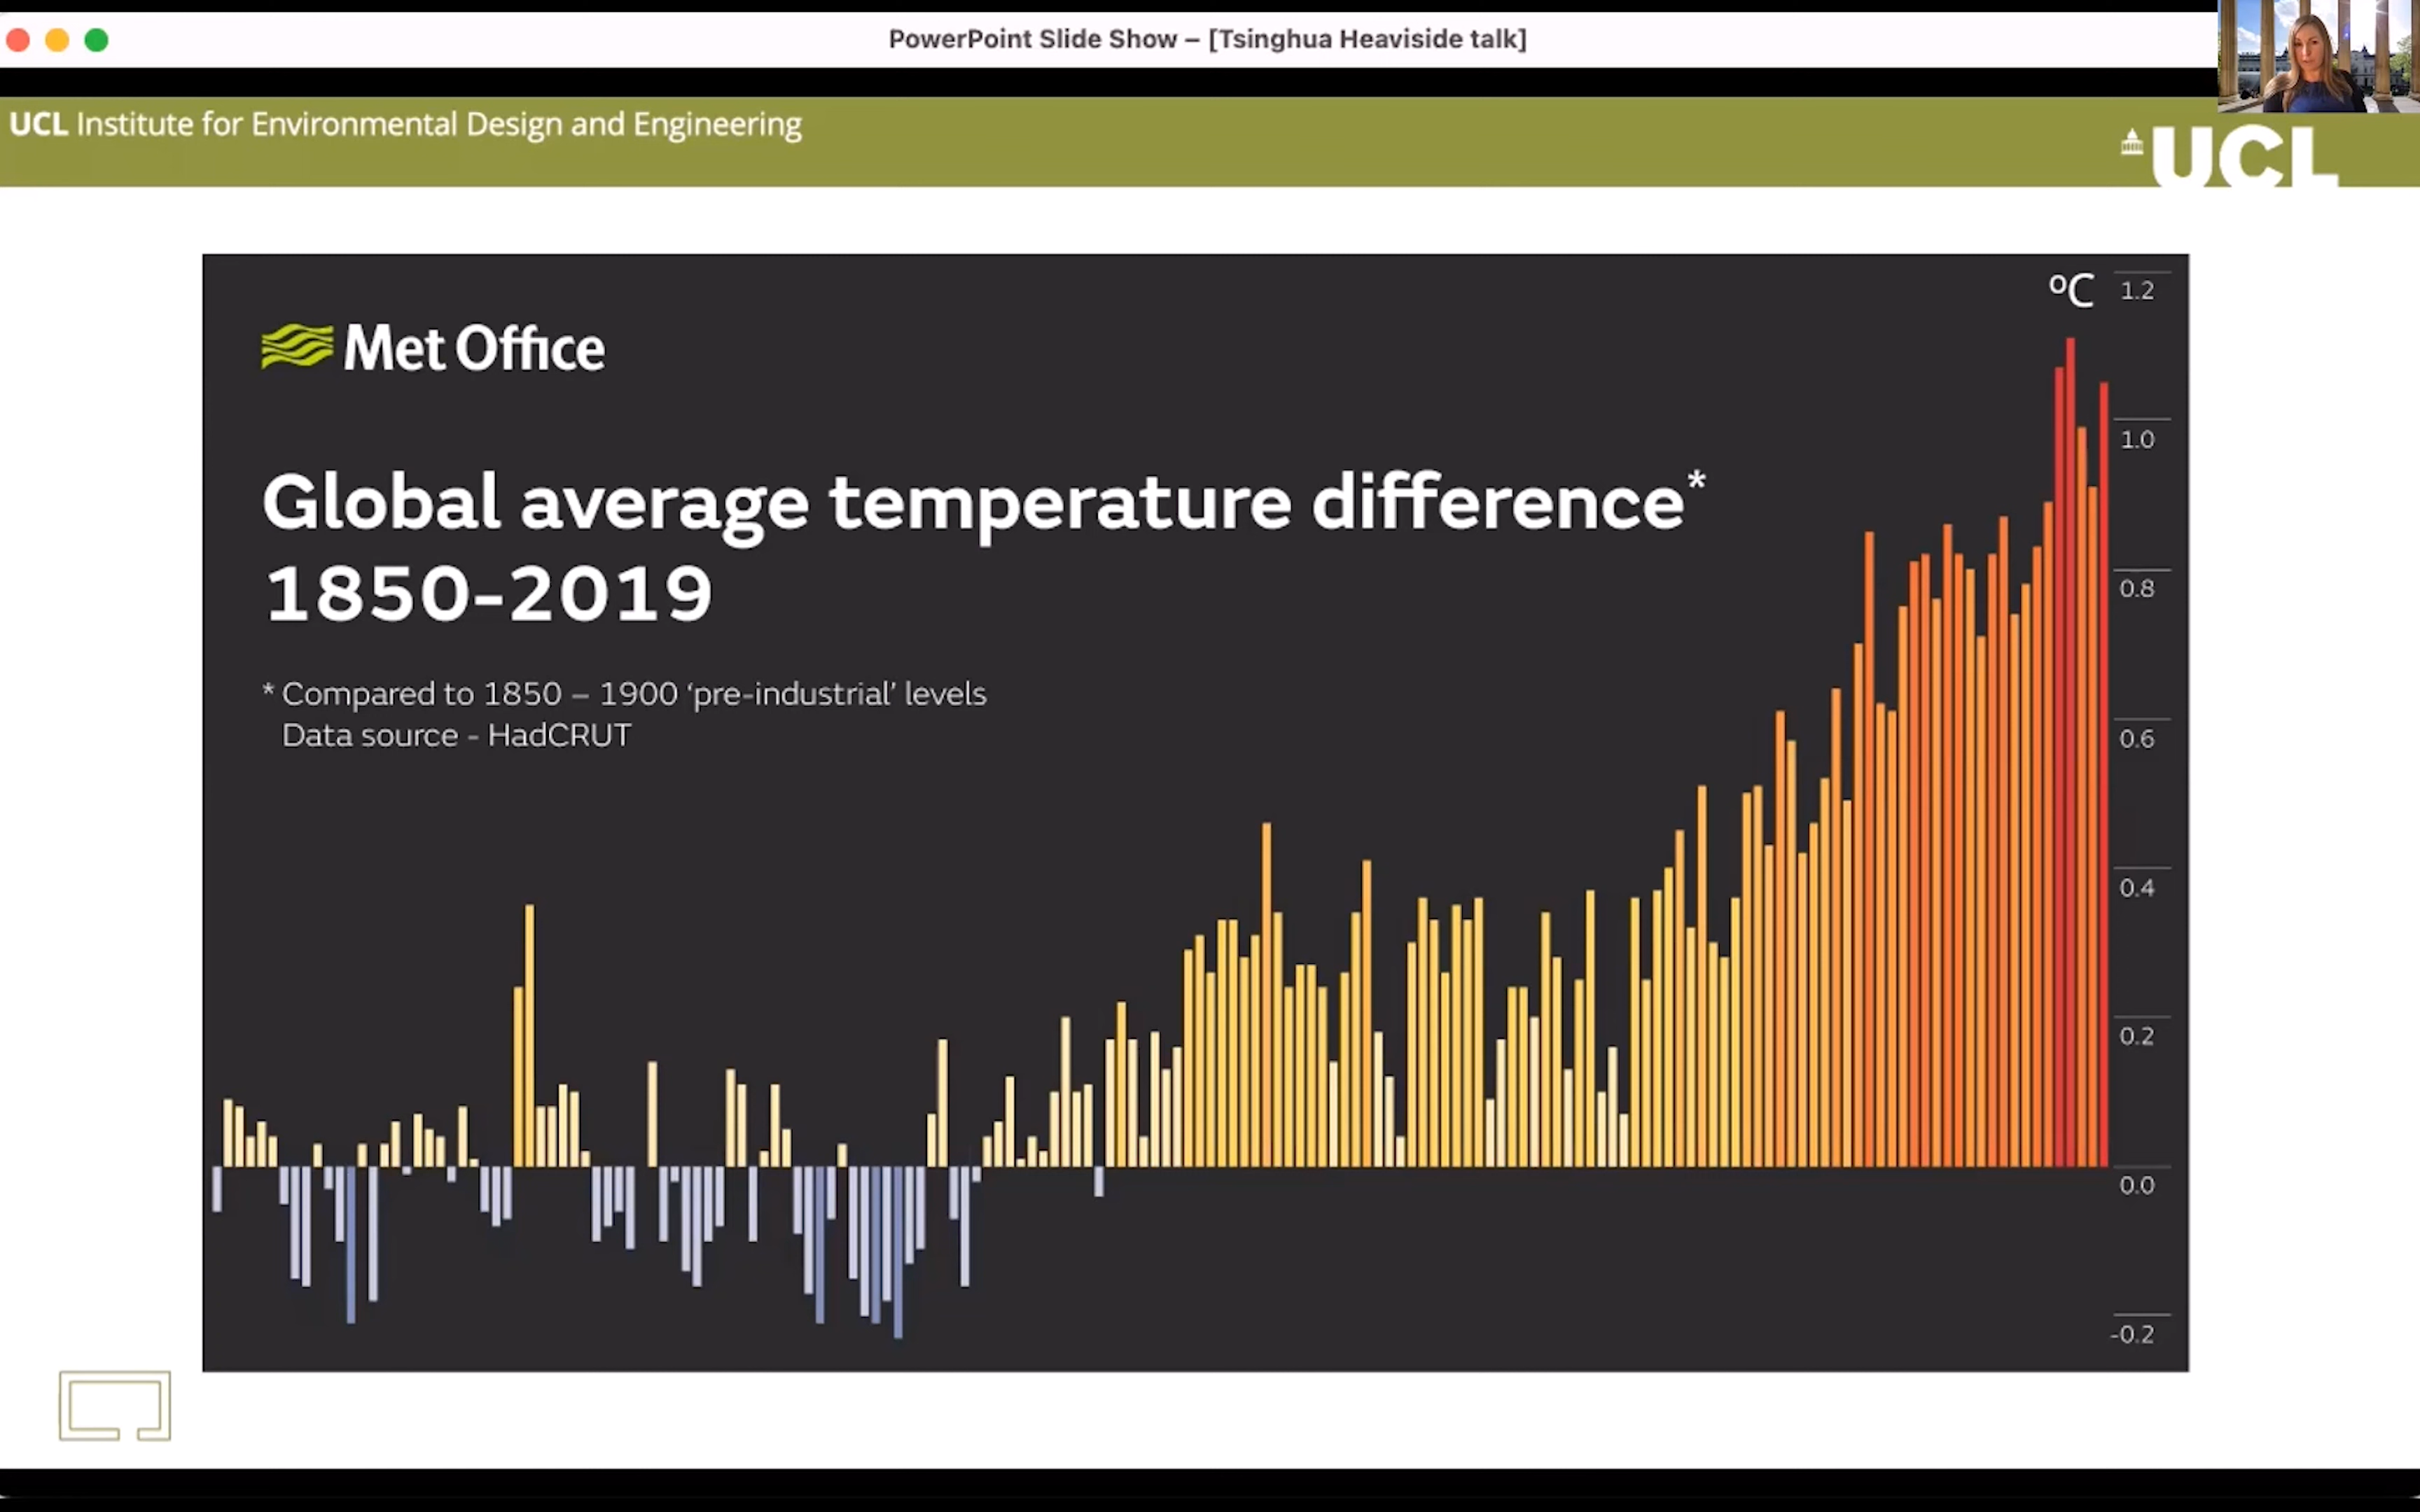 PowerPoint Slide Show – [Tsinghua Heaviside talk]
UCL Institute for Environmental Design and Engineering
UCL
Met Office
Global average temperature difference*
1850-2019
* Compared to 1850 – 1900 ‘pre-industrial’ levels
Data source - HadCRUT
ºC
1.2
1.0
0.8
0.6
0.4
0.2
0.0
-0.2